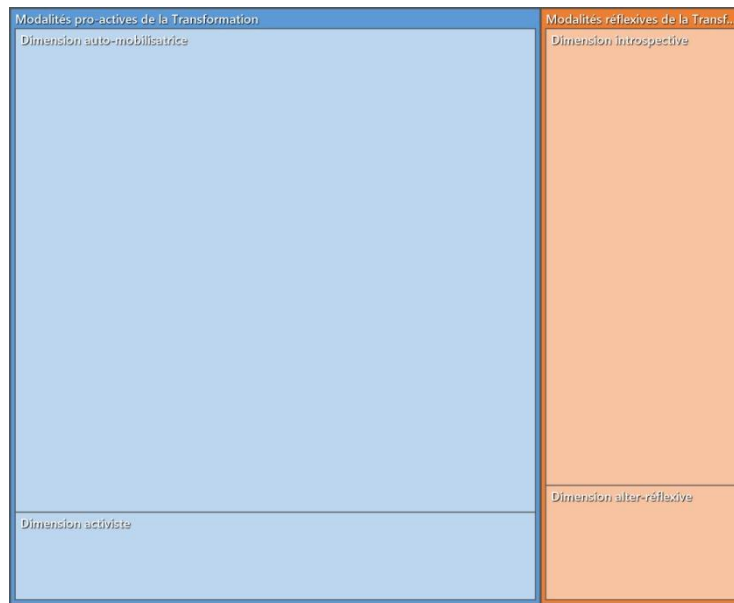 Modalités pro-actives de la Transformation
Dimension auto-mobilisatrice
Dimension activiste
Modalités réflexives de la Transf...
Dimension introspective
Dimension alter-réflexive